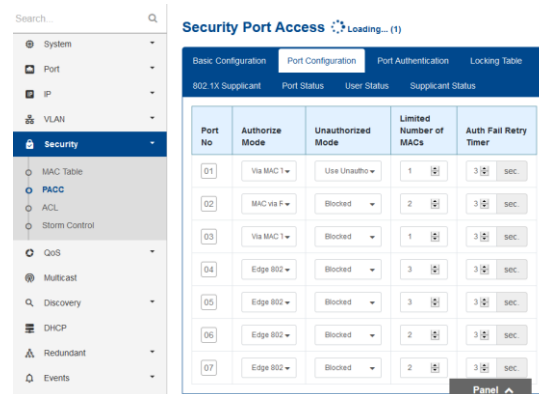 Search...
Security Port Access Loading... (1)
System
Port
IP
VLAN
Security
MAC Table
PACC
ACL
Storm Control
QoS
Multicast
Discovery
DHCP
Redundant
Events
Basic Configuration Port Configuration Port Authentication Locking Table
802.1X Supplicant Port Status User Status Supplicant Status
Port No Authorize Mode Unauthorized Mode Limited Number of MACs Auth Fail Retry Timer
01 Via MAC T Use Unautho 1 3 sec.
02 MAC via F Blocked 2 3 sec.
03 Via MAC T Blocked 1 3 sec.
04 Edge 802 Blocked 3 3 sec.
05 Edge 802 Blocked 3 3 sec.
06 Edge 802 Blocked 2 3 sec.
07 Edge 802 Blocked 2 3 sec.
Panel